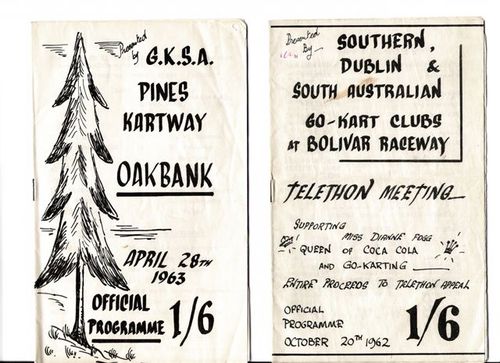 Presented
by
G.K.S.A.
PINES
KARTWAY
OAKBANK
APRIL 28TH
1963
OFFICIAL
PROGRAMME 1/6
Presented
By
SOUTHERN,
DUBLIN &
SOUTH AUSTRALIAN
GO-KART CLUBS
AT BOLIVAR RACEWAY
TELETHON MEETING
SUPPORTING
MISS DIANNE FOGG
QUEEN OF COCA COLA
AND GO-KARTING
ENTIRE PROCEEDS TO TELETHON APPEAL
OFFICIAL
PROGRAMME 1/6
OCTOBER 20TH 1962